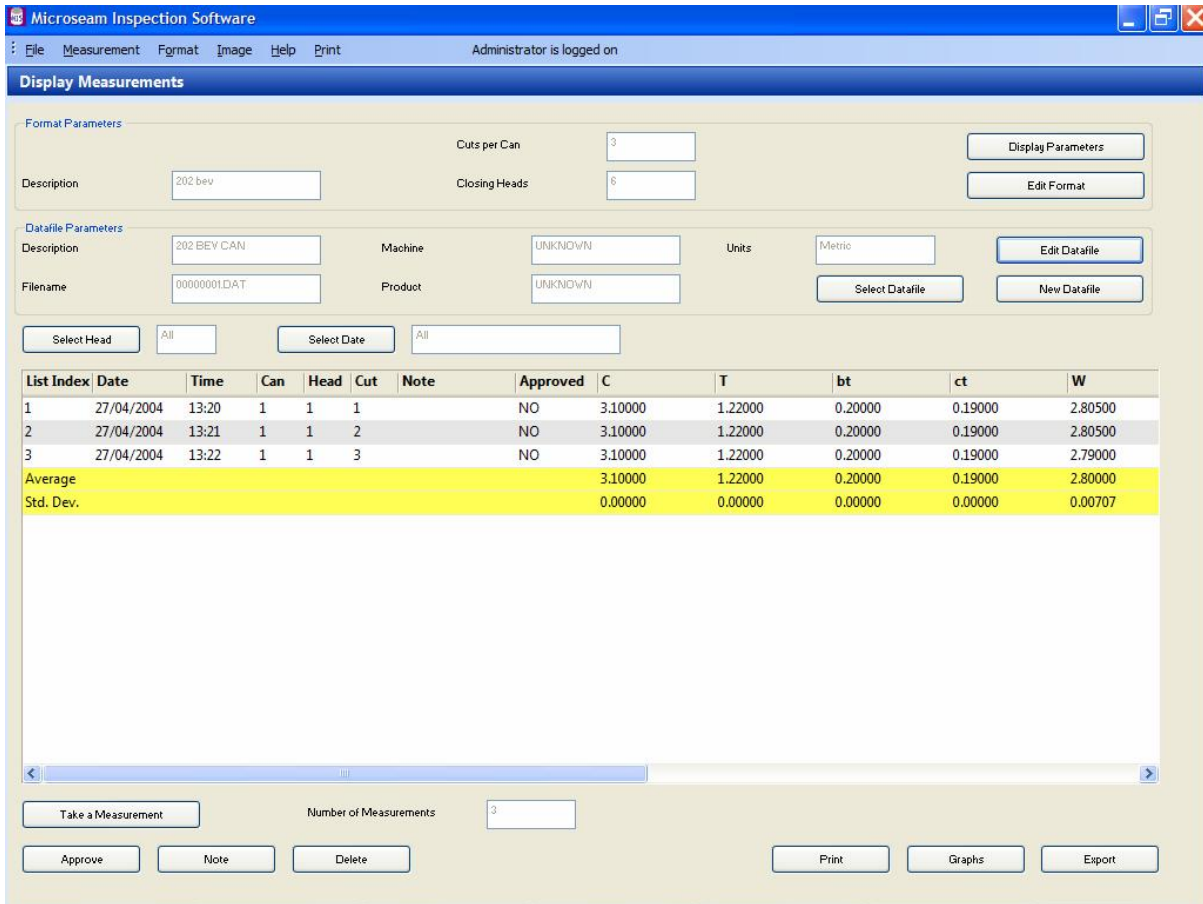 Microseam Inspection Software
File Measurement Format Image Help Print Administrator is logged on
Display Measurements
Format Parameters
Cuts per Can 3 Display Parameters
Description 202 bev Closing Heads 6 Edit Format
Datafile Parameters
Description 202 BEV CAN Machine UNKNOWN Units Metric Edit Datafile
Filename 00000001.DAT Product UNKNOWN Select Datafile New Datafile
Select Head All Select Date All
List Index Date Time Can Head Cut Note Approved C T bt ct W
1 27/04/2004 13:20 1 1 1 NO 3.10000 1.22000 0.20000 0.19000 2.80500
2 27/04/2004 13:21 1 1 2 NO 3.10000 1.22000 0.20000 0.19000 2.80500
3 27/04/2004 13:22 1 1 3 NO 3.10000 1.22000 0.20000 0.19000 2.79000
Average 3.10000 1.22000 0.20000 0.19000 2.80000
Std. Dev. 0.00000 0.00000 0.00000 0.00000 0.00707
Take a Measurement Number of Measurements 3
Approve Note Delete Print Graphs Export